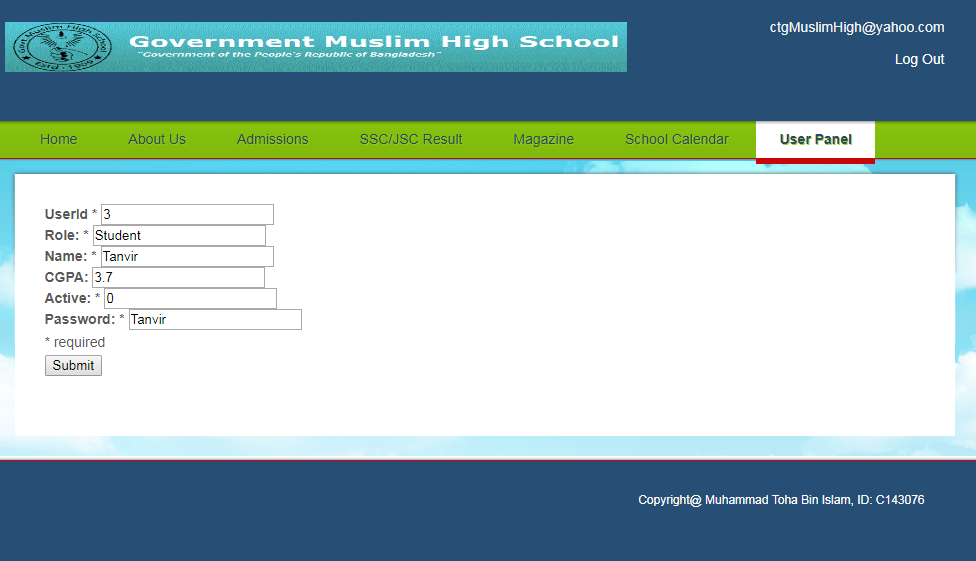 Govt Muslim High School
Estd - 1909
Government Muslim High School
"Government of the People's Republic of Bangladesh"
ctgMuslimHigh@yahoo.com
Log Out
Home About Us Admissions SSC/JSC Result Magazine School Calendar User Panel
UserId * 3
Role: * Student
Name: * Tanvir
CGPA: 3.7
Active: * 0
Password: * Tanvir
* required
Submit
Copyright@ Muhammad Toha Bin Islam, ID: C143076